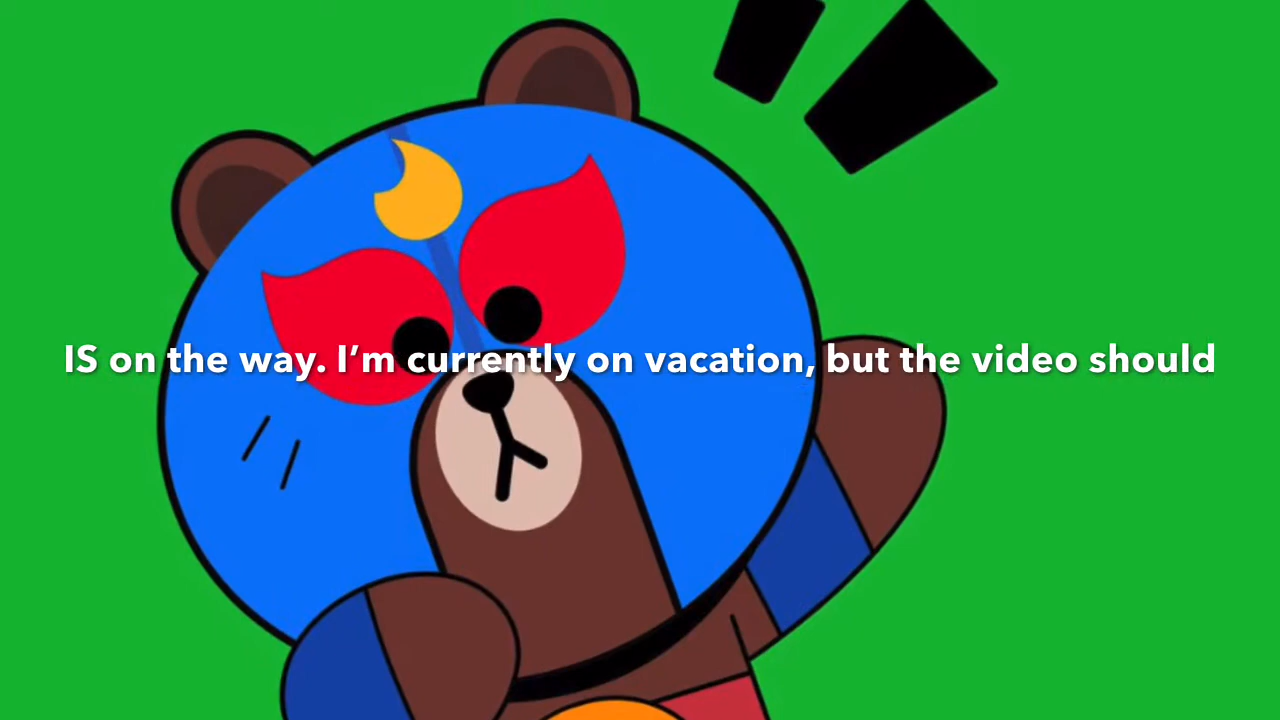 IS on the way. I’m currently on vacation, but the video should